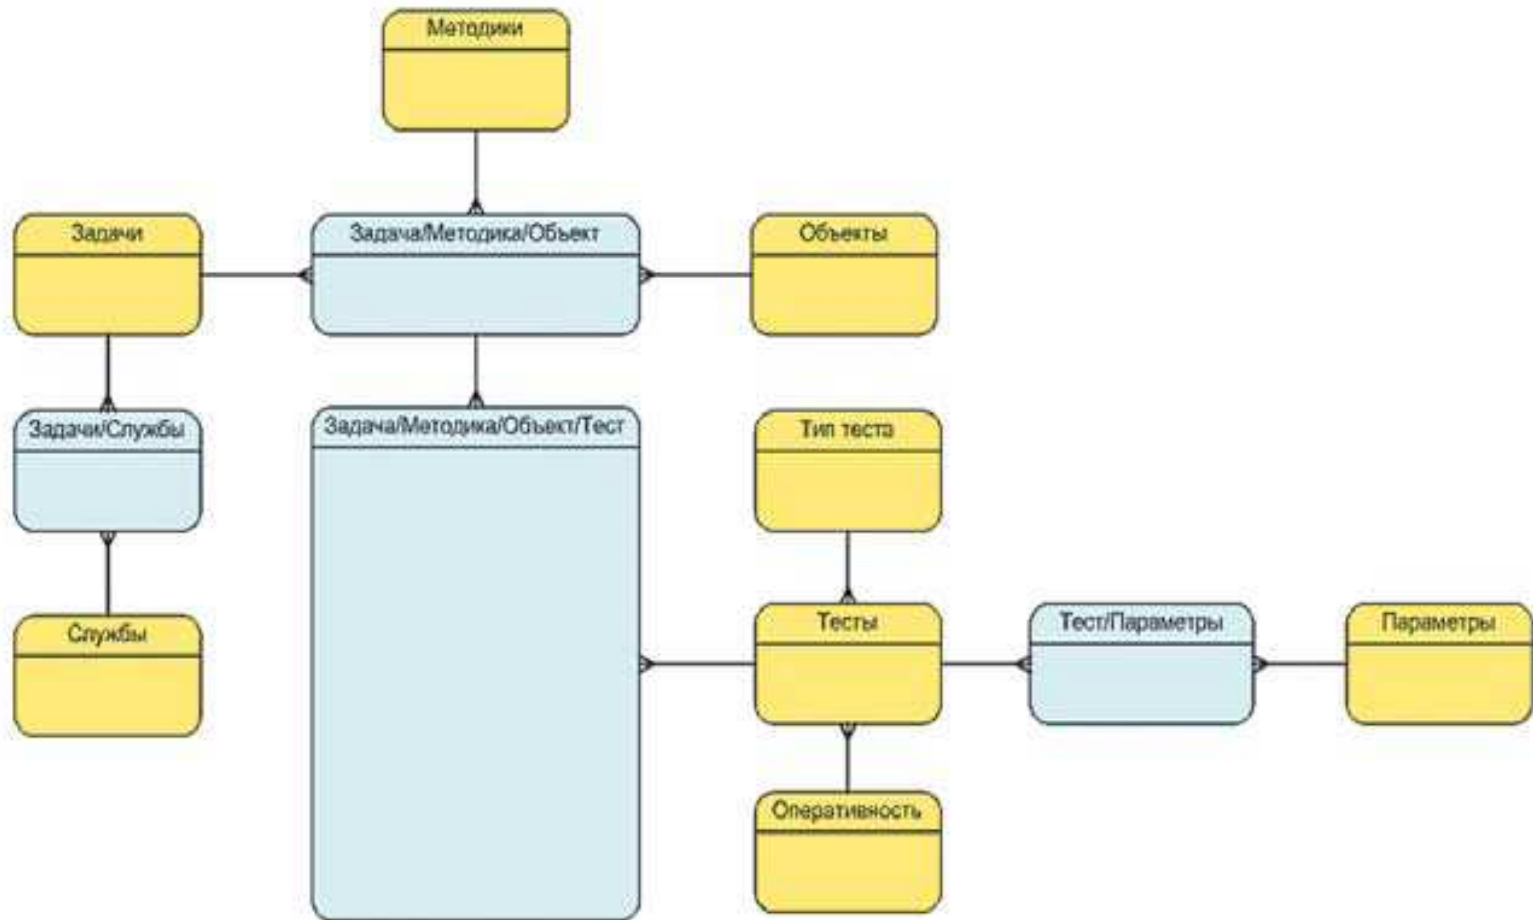 Методики
Задачи
Задача/Методика/Объект
Объекты
Задачи/Службы
Задача/Методика/Объект/Тест
Тип теста
Службы
Тесты
Тест/Параметры
Параметры
Оперативность